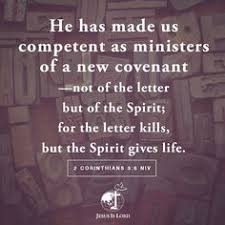 He has made us
competent as ministers
of a new covenant
—not of the letter
but of the Spirit;
for the letter kills,
but the Spirit gives life.
2 CORINTHIANS 3:6 NIV
JESUS IS LORD